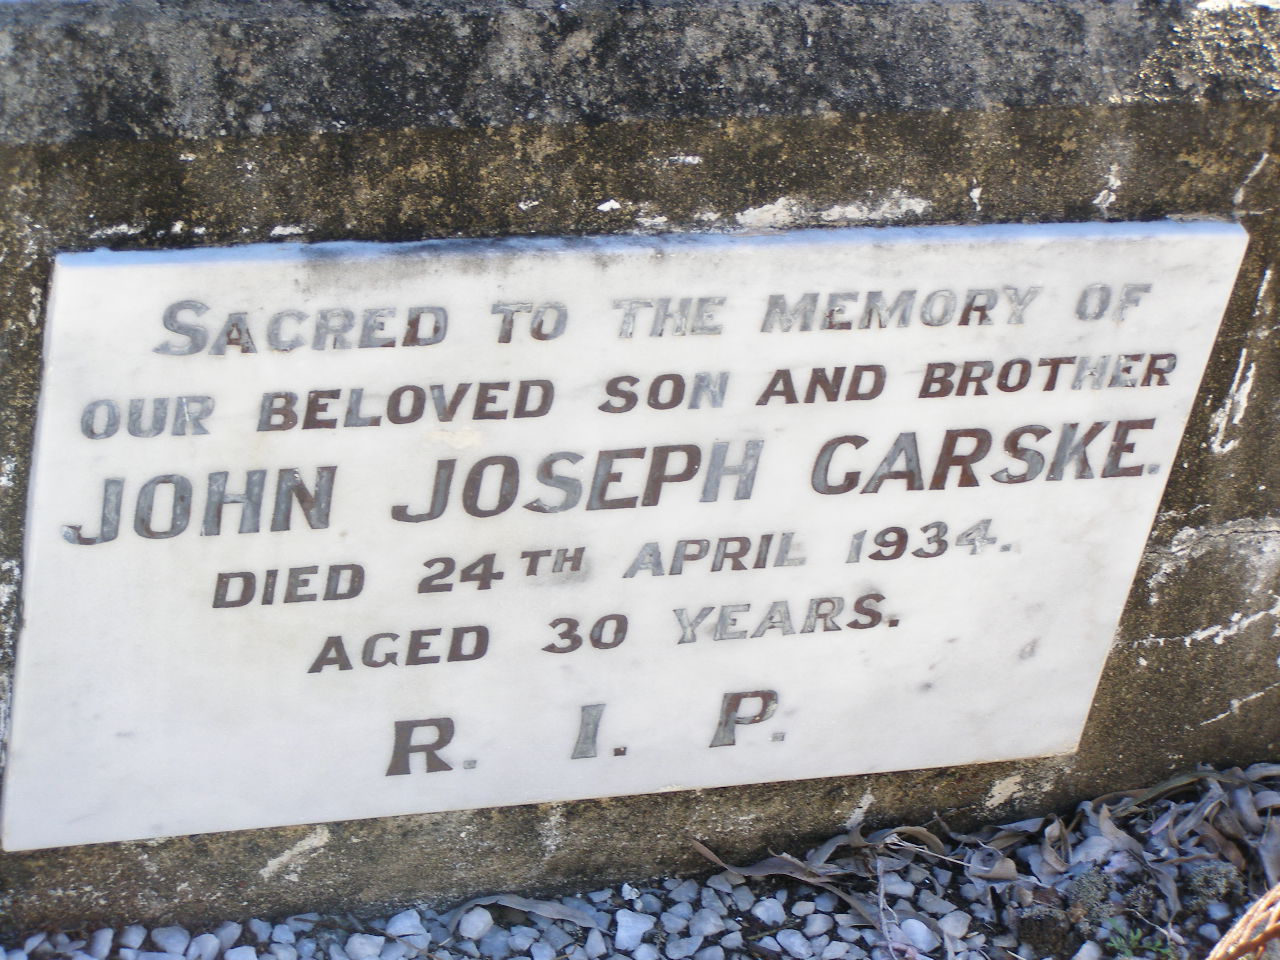 SACRED TO THE MEMORY OF
OUR BELOVED SON AND BROTHER
JOHN JOSEPH GARSKE.
DIED 24TH APRIL 1934.
AGED 30 YEARS.
R. I. P.